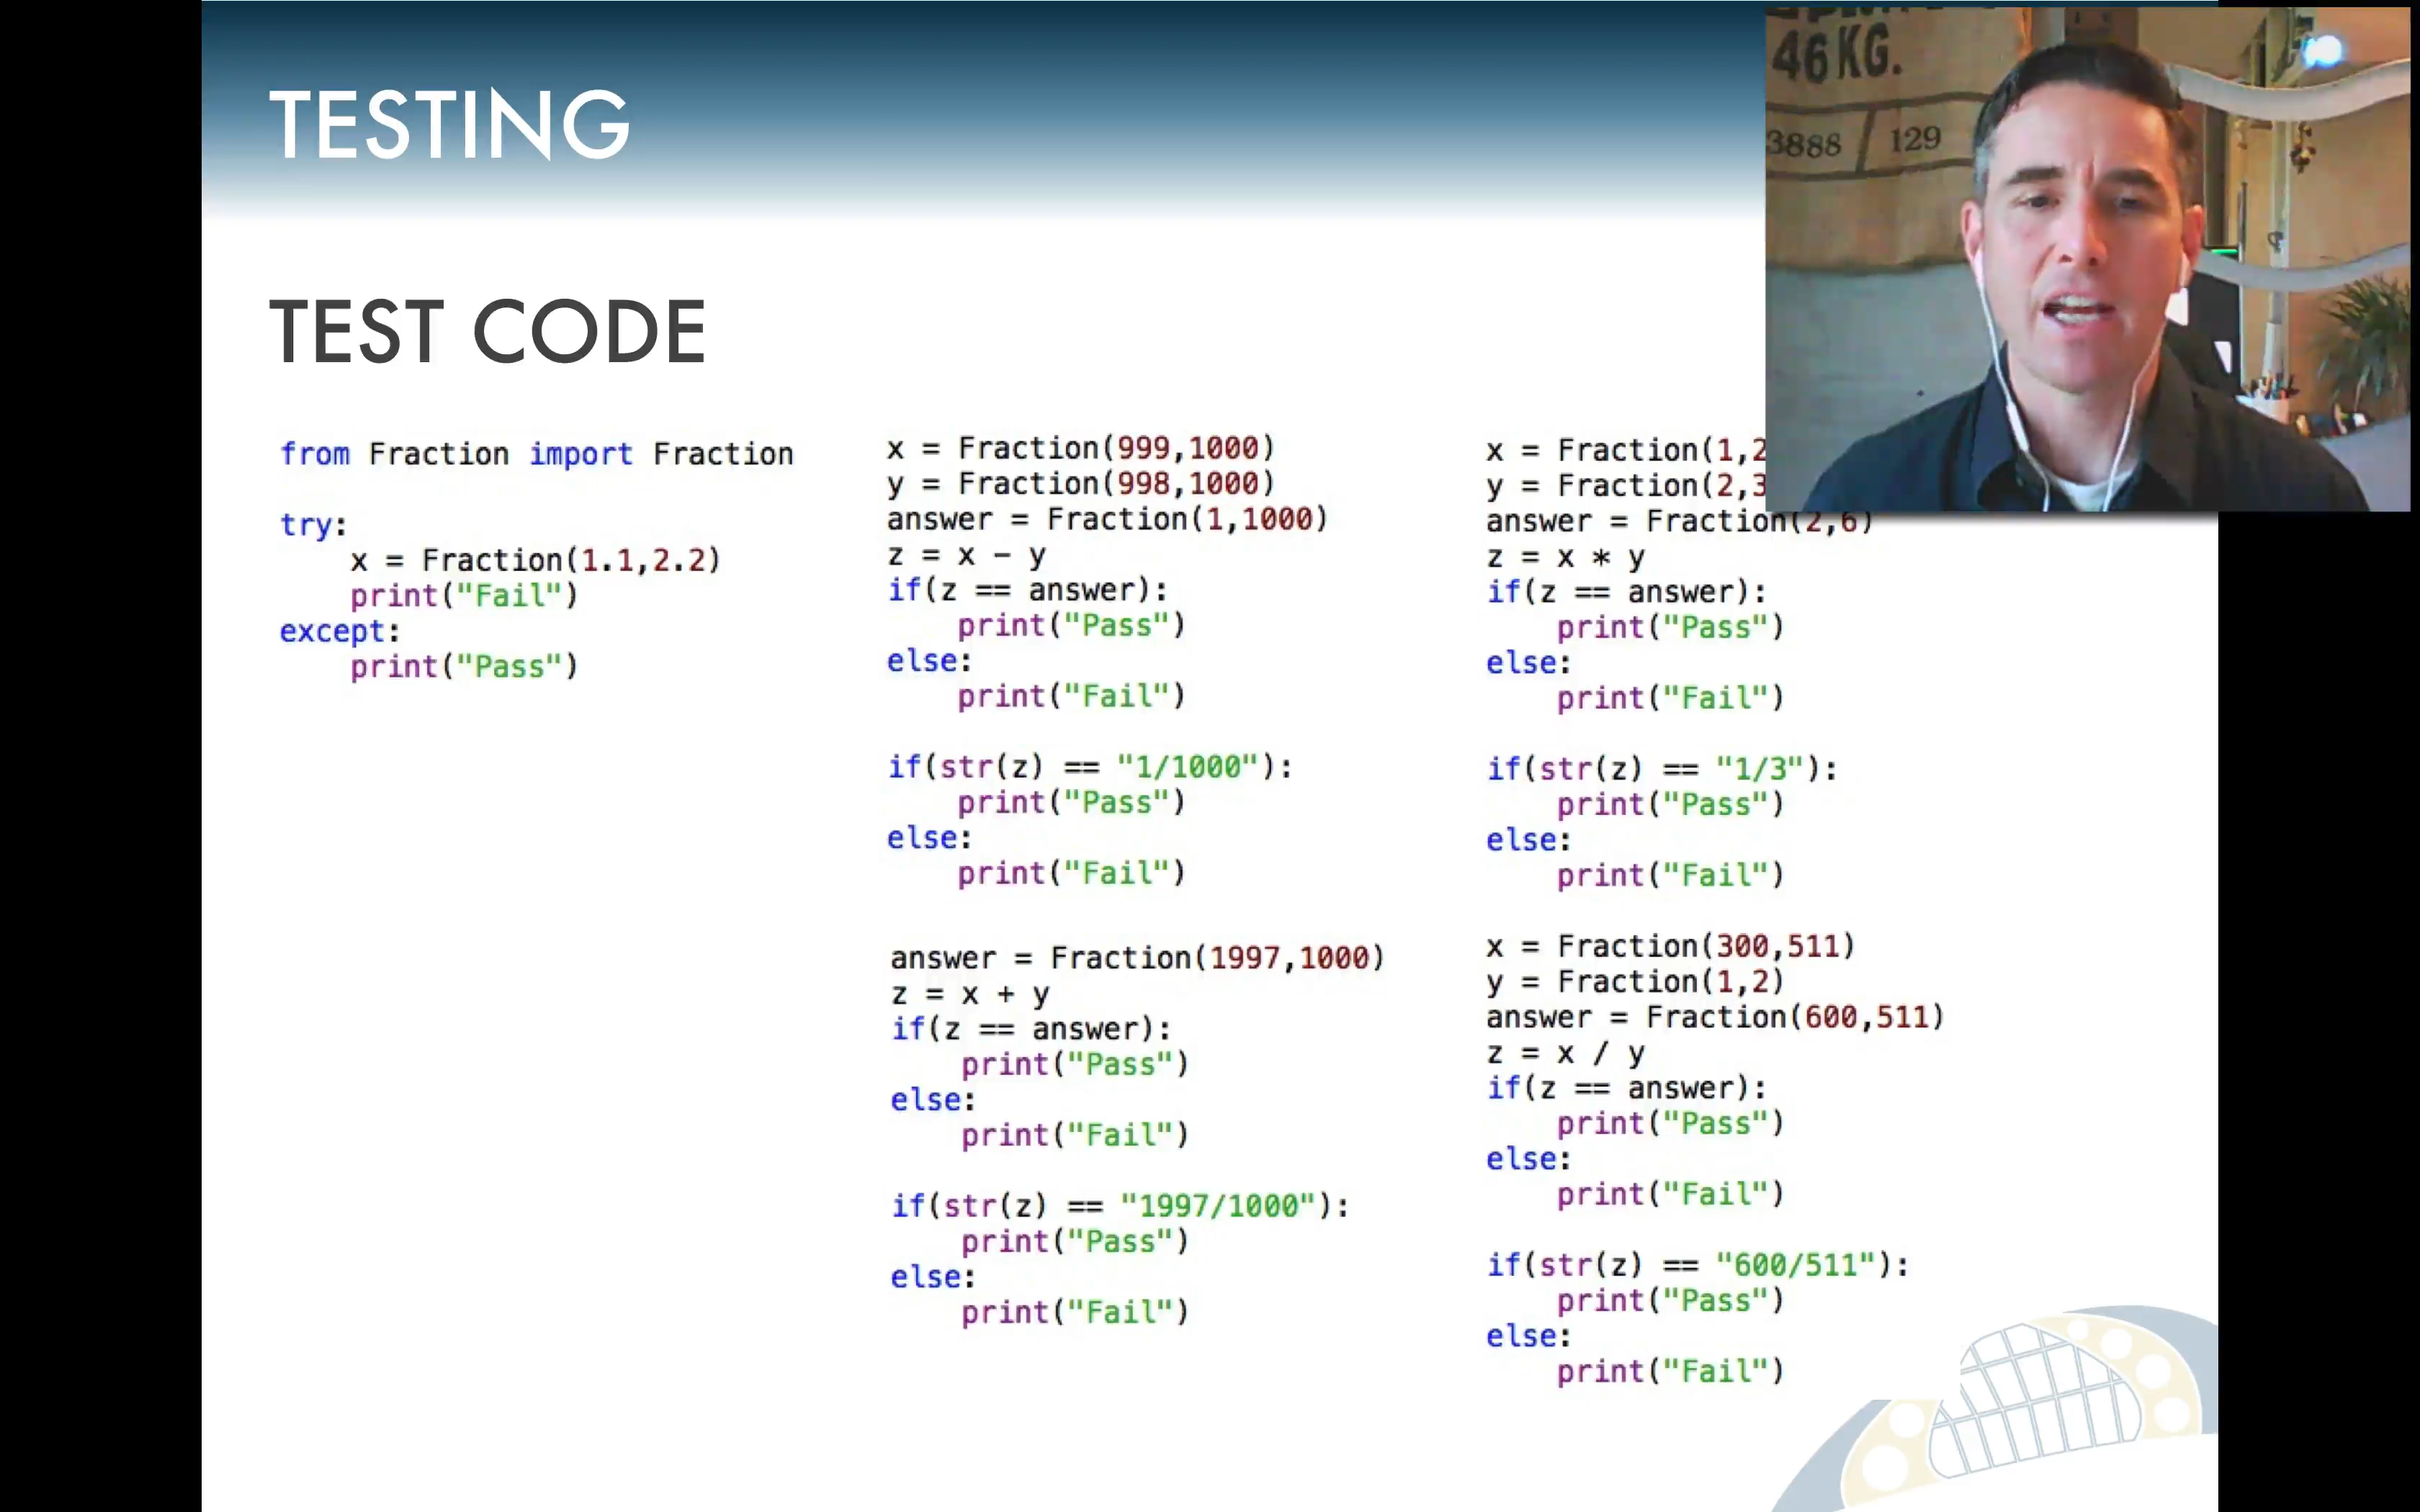 TESTING
TEST CODE
from Fraction import Fraction
try:
    x = Fraction(1.1,2.2)
    print("Fail")
except:
    print("Pass")
x = Fraction(999,1000)
y = Fraction(998,1000)
answer = Fraction(1,1000)
z = x - y
if(z == answer):
    print("Pass")
else:
    print("Fail")
if(str(z) == "1/1000"):
    print("Pass")
else:
    print("Fail")
answer = Fraction(1997,1000)
z = x + y
if(z == answer):
    print("Pass")
else:
    print("Fail")
if(str(z) == "1997/1000"):
    print("Pass")
else:
    print("Fail")
x = Fraction(1,2
y = Fraction(2,3
answer = Fraction(2,6)
z = x * y
if(z == answer):
    print("Pass")
else:
    print("Fail")
if(str(z) == "1/3"):
    print("Pass")
else:
    print("Fail")
x = Fraction(300,511)
y = Fraction(1,2)
answer = Fraction(600,511)
z = x / y
if(z == answer):
    print("Pass")
else:
    print("Fail")
if(str(z) == "600/511"):
    print("Pass")
else:
    print("Fail")
46 KG.
3888 / 129